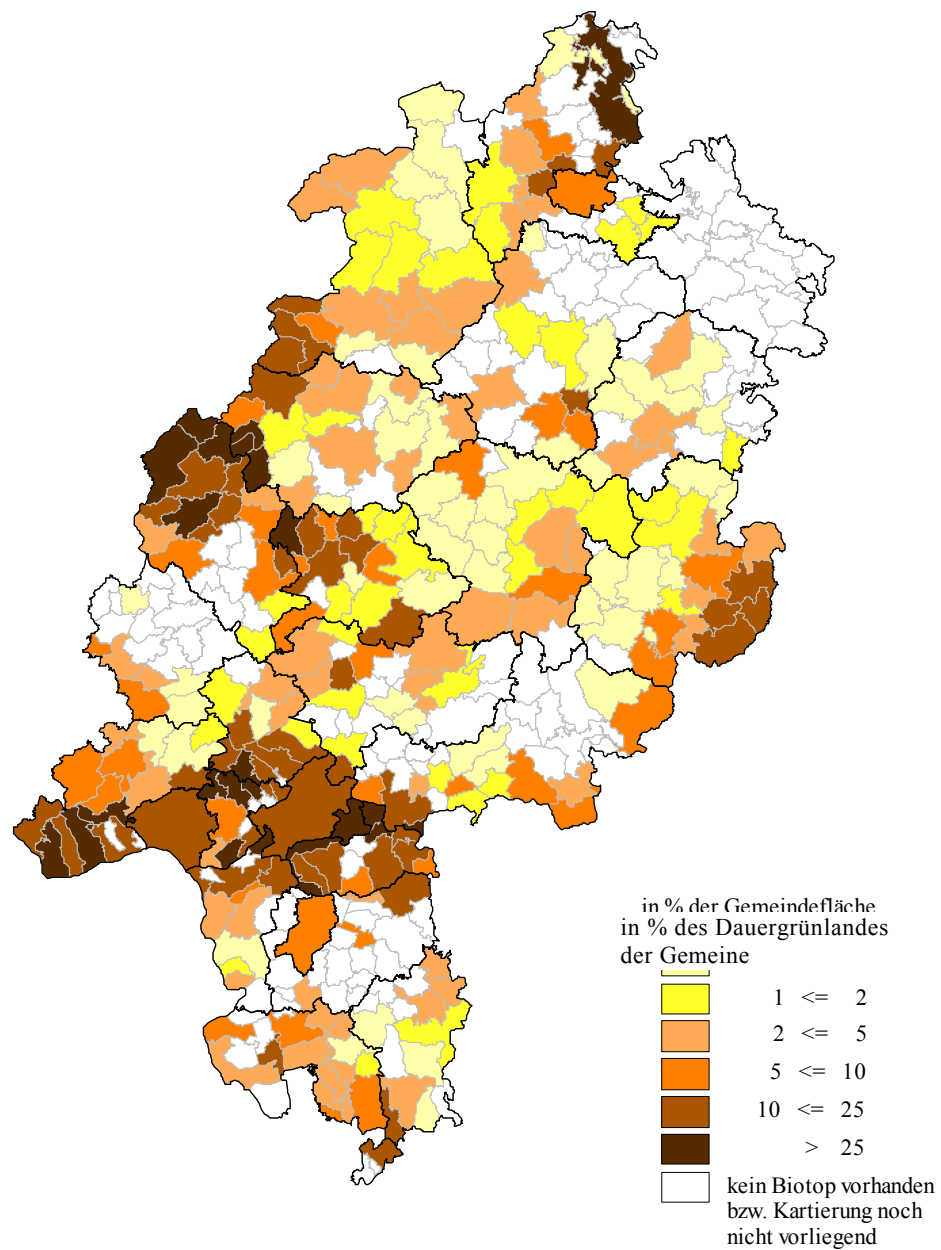 in % der Gemeindefläche
in % des Dauergrünlandes
der Gemeine
1 <= 2
2 <= 5
5 <= 10
10 <= 25
> 25
kein Biotop vorhanden
bzw. Kartierung noch
nicht vorliegend